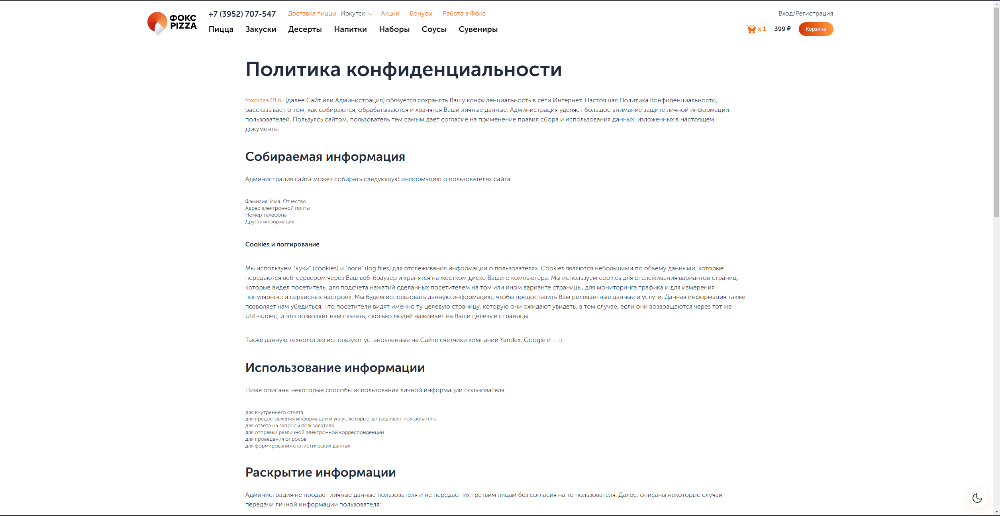 ФОКС
PIZZA
+7 (3952) 707-547
Доставка пиццы Иркутск Акции Бонусы Работа в Фокс
Вход/Регистрация
Пицца Закуски Десерты Напитки Наборы Соусы Сувениры
x 1 399 ₽ Корзина
Политика конфиденциальности
foxpizza38.ru (далее Сайт или Администрация) обязуется сохранять Вашу конфиденциальность в сети Интернет. Настоящая Политика Конфиденциальности,
рассказывает о том, как собираются, обрабатываются и хранятся Ваши личные данные. Администрация уделяет большое внимание защите личной информации
пользователей. Пользуясь сайтом, пользователь тем самым дает согласие на применение правил сбора и использования данных, изложенных в настоящем
документе.
Собираемая информация
Администрация сайта может собирать следующую информацию о пользователях сайта:
Фамилия, Имя, Отчество
Адрес электронной почты
Номер телефона
Другая информация
Cookies и логгирование
Мы используем "куки" (cookies) и "логи" (log files) для отслеживания информации о пользователях. Cookies являются небольшими по объему данными, которые
передаются веб-сервером через Ваш веб-браузер и хранятся на жестком диске Вашего компьютера. Мы используем cookies для отслеживания вариантов страниц,
которые видел посетитель, для подсчета нажатий сделанных посетителем на том или ином варианте страницы, для мониторинга трафика и для измерения
популярности сервисных настроек. Мы будем использовать данную информацию, чтобы предоставить Вам релевантные данные и услуги. Данная информация также
позволяет нам убедиться, что посетители видят именно ту целевую страницу, которую они ожидают увидеть, в том случае, если они возвращаются через тот же
URL-адрес, и это позволяет нам сказать, сколько людей нажимает на Ваши целевые страницы.
Также данную технологию используют установленные на Сайте счетчики компаний Yandex, Google и т. п.
Использование информации
Ниже описаны некоторые способы использования личной информации пользователя:
для внутреннего отчета
для предоставления информации и услуг, которые запрашивает пользователь
для ответа на запросы пользователя
для отправки различной электронной корреспонденции
для проведения опросов
для формирования статистических данных
Раскрытие информации
Администрация не продает личные данные пользователя и не передает их третьим лицам без согласия на то пользователя. Далее, описаны некоторые случаи
передачи личной информации пользователя: